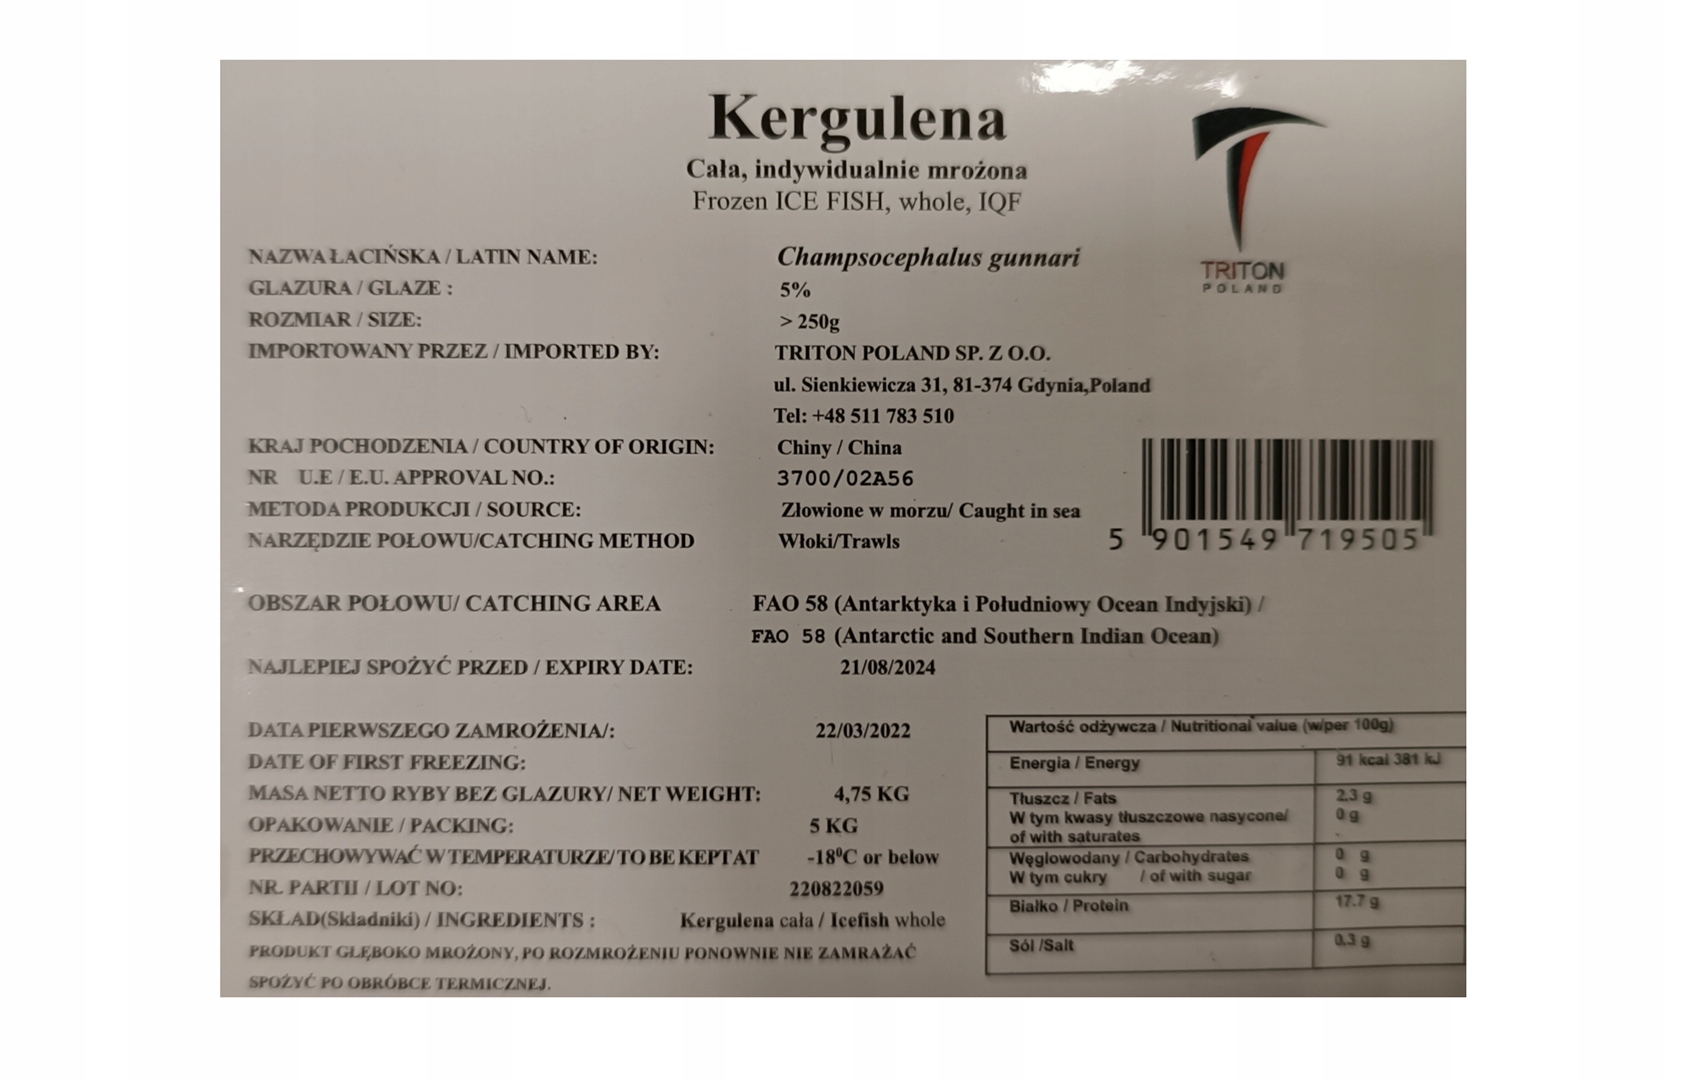 Kergulena
Cała, indywidualnie mrożona
Frozen ICE FISH, whole, IQF
TRITON
POLAND
NAZWA ŁACIŃSKA / LATIN NAME: Champsocephalus gunnari
GLAZURA / GLAZE : 5%
ROZMIAR / SIZE: > 250g
IMPORTOWANY PRZEZ / IMPORTED BY: TRITON POLAND SP. Z O.O.
ul. Sienkiewicza 31, 81-374 Gdynia,Poland
Tel: +48 511 783 510
KRAJ POCHODZENIA / COUNTRY OF ORIGIN: Chiny / China
NR U.E / E.U. APPROVAL NO.: 3700/02A56
METODA PRODUKCJI / SOURCE: Złowione w morzu/ Caught in sea
NARZĘDZIE POŁOWU/CATCHING METHOD Włoki/Trawls
5 901549 719505
OBSZAR POŁOWU/ CATCHING AREA FAO 58 (Antarktyka i Południowy Ocean Indyjski) /
FAO 58 (Antarctic and Southern Indian Ocean)
NAJLEPIEJ SPOŻYĆ PRZED / EXPIRY DATE: 21/08/2024
DATA PIERWSZEGO ZAMROŻENIA/: 22/03/2022
DATE OF FIRST FREEZING:
MASA NETTO RYBY BEZ GLAZURY/ NET WEIGHT: 4,75 KG
OPAKOWANIE / PACKING: 5 KG
PRZECHOWYWAĆ W TEMPERATURZE/ TO BE KEPT AT -18⁰C or below
NR. PARTII / LOT NO: 220822059
SKŁAD(Składniki) / INGREDIENTS : Kergulena cała / Icefish whole
PRODUKT GŁĘBOKO MROŻONY, PO ROZMROŻENIU PONOWNIE NIE ZAMRAŻAĆ
SPOŻYĆ PO OBRÓBCE TERMICZNEJ.
Wartość odżywcza / Nutritional value (w/per 100g)
Energia / Energy 91 kcal 381 kJ
Tłuszcz / Fats 2.3 g
W tym kwasy tłuszczowe nasycone/ 0 g
of with saturates
Węglowodany / Carbohydrates 0 g
W tym cukry / of with sugar 0 g
Białko / Protein 17.7 g
Sól /Salt 0.3 g